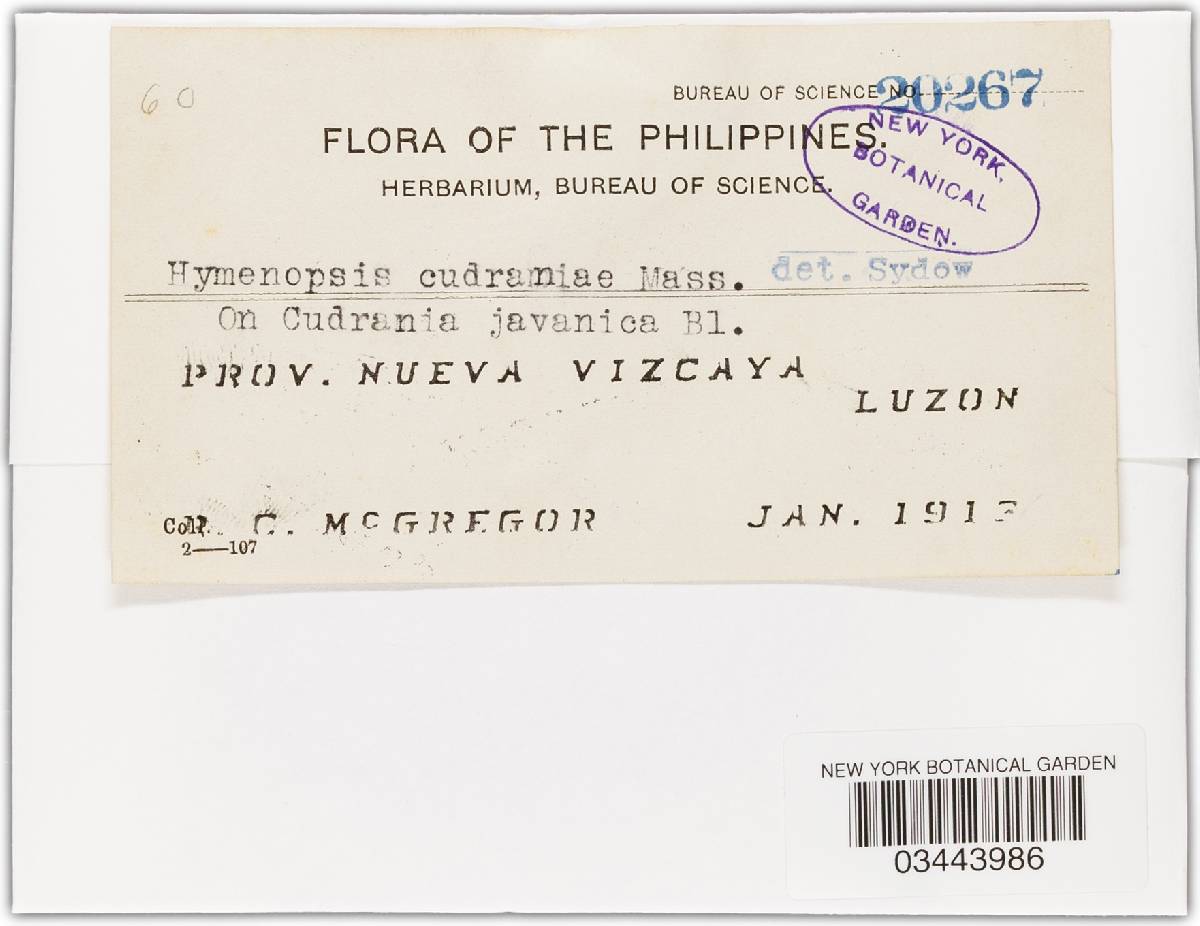 60
BUREAU OF SCIENCE NO. 20267
FLORA OF THE PHILIPPINES.
HERBARIUM, BUREAU OF SCIENCE.
NEW YORK,
BOTANICAL
GARDEN.
Hymenopsis cudramiae Mass. det. Sydow
On Cudrania javanica Bl.
PROV. NUEVA VIZCAYA
LUZON
Coll. R. C. McGREGOR JAN. 1913
2—107
NEW YORK BOTANICAL GARDEN
03443986